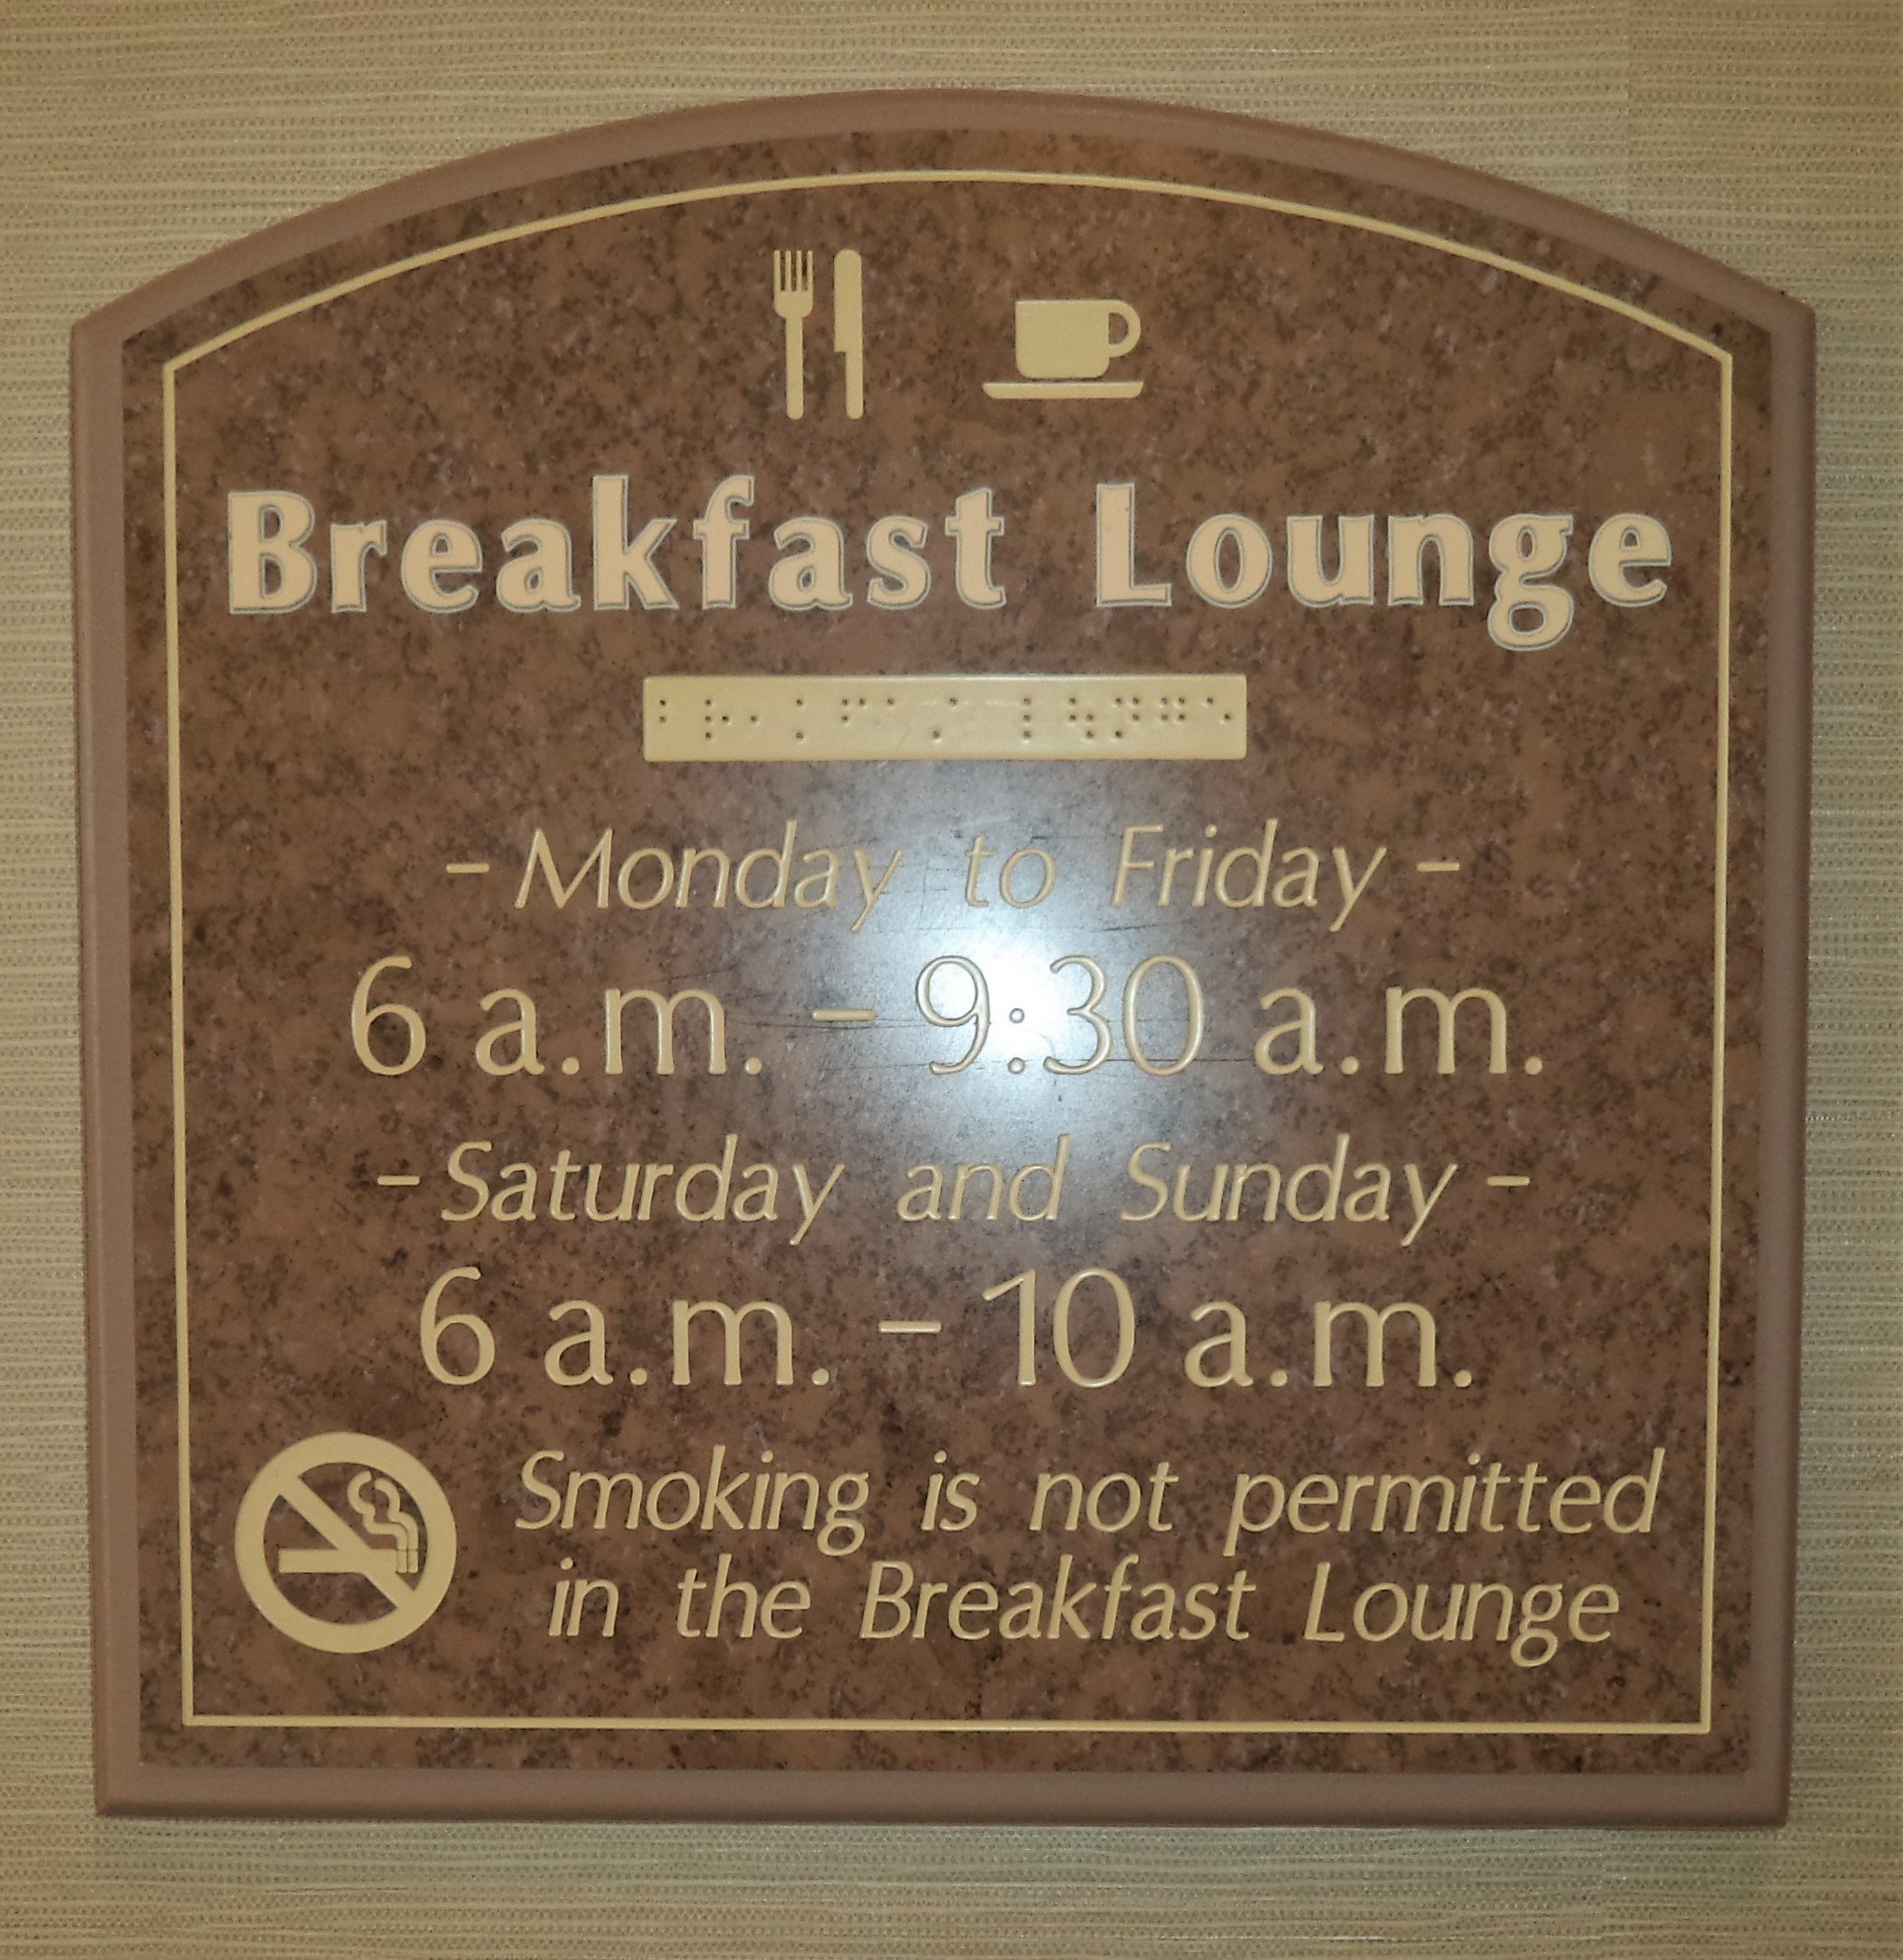 Breakfast Lounge
- Monday to Friday -
6 a.m. - 9:30 a.m.
- Saturday and Sunday -
6 a.m. - 10 a.m.
Smoking is not permitted
in the Breakfast Lounge